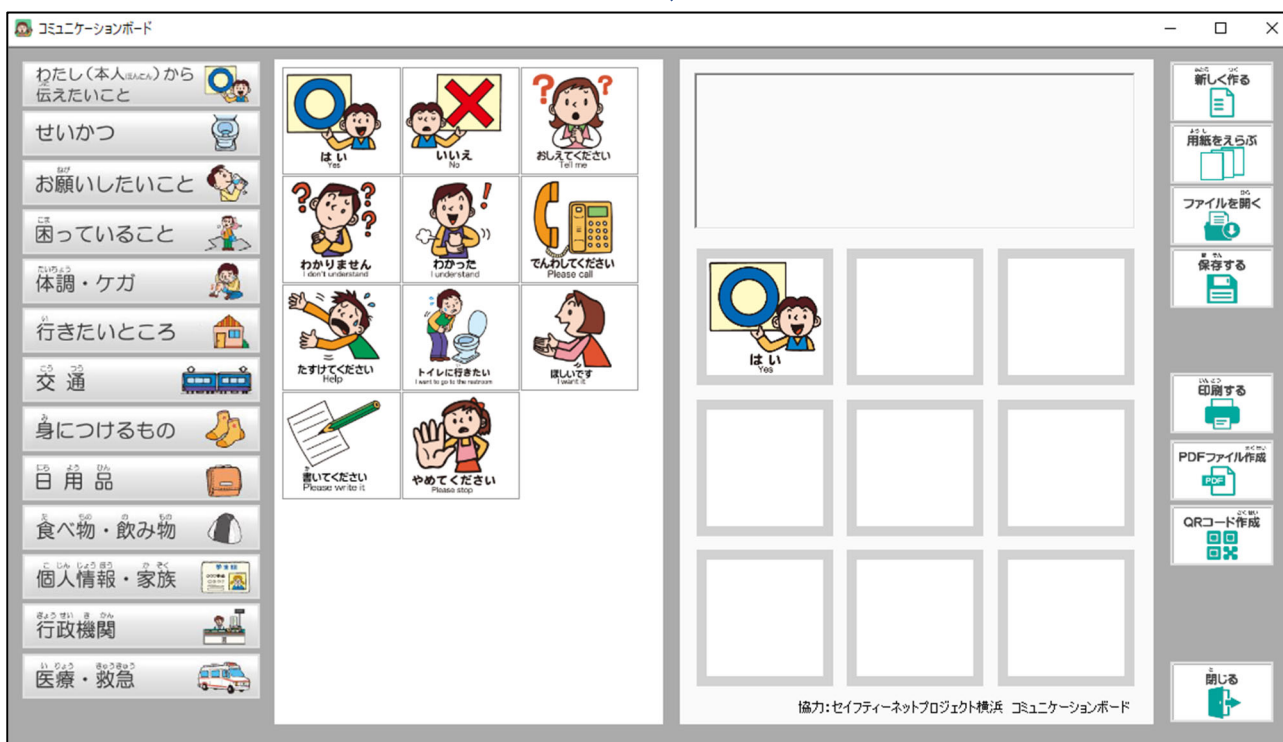 コミュニケーションボード
わたし(本人ほんにん)から
伝えたいこと
せいかつ
お願いしたいこと
困っていること
体調・ケガ
行きたいところ
交通
身につけるもの
日用品
食べ物・飲み物
個人情報・家族
行政機関
医療・救急
はい
Yes
いいえ
No
おしえてください
Tell me
わかりません
I don't understand
わかった
I understand
でんわしてください
Please call
たすけてください
Help
トイレに行きたい
I want to go to the restroom
ほしいです
I want it
書いてください
Please write it
やめてください
Please stop
はい
Yes
協力:セイフティーネットプロジェクト横浜 コミュニケーションボード
新しく作る
用紙をえらぶ
ファイルを開く
保存する
印刷する
PDFファイル作成
PDF
QRコード作成
閉じる